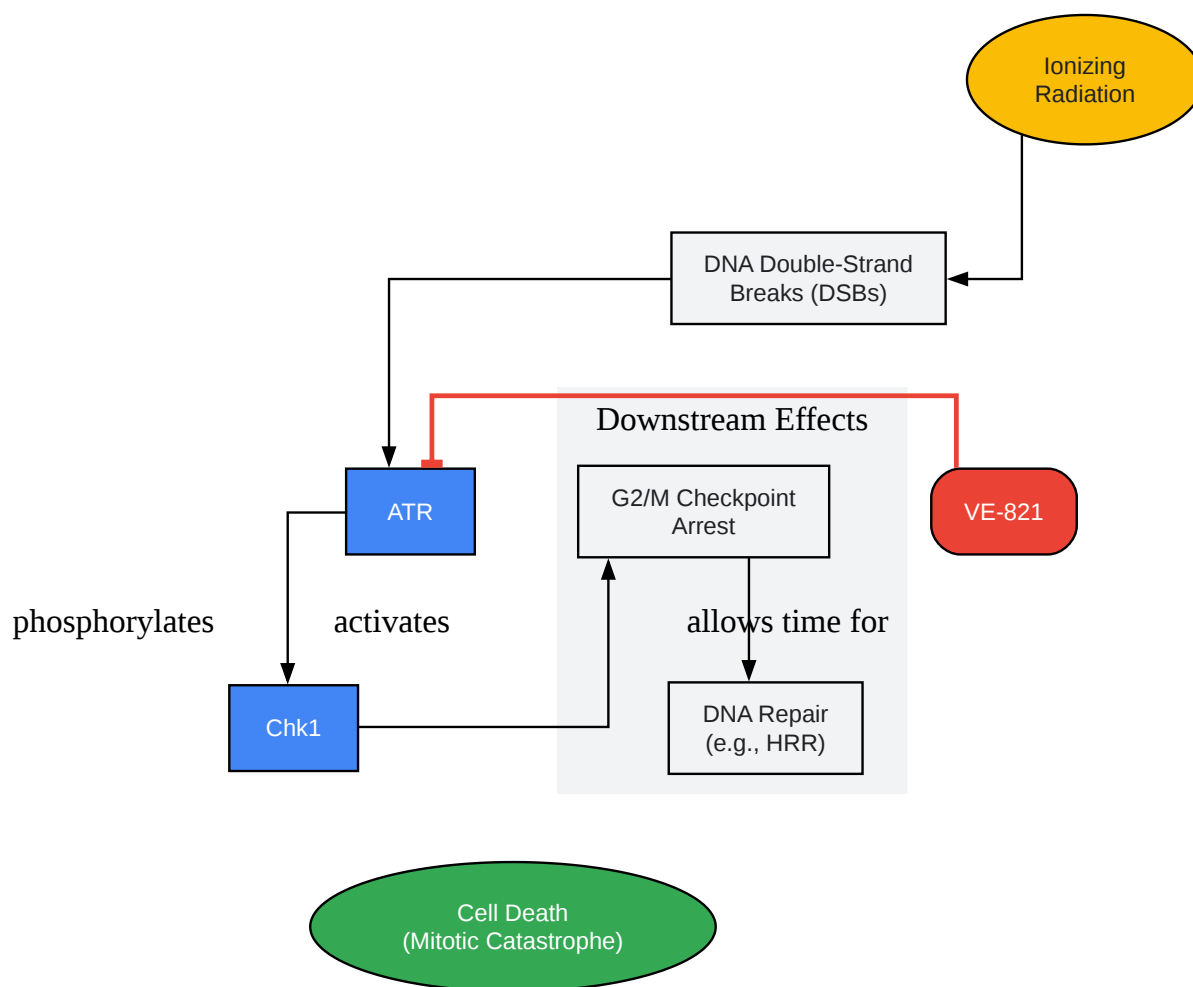 Ionizing
Radiation
DNA Double-Strand
Breaks (DSBs)
Downstream Effects
G2/M Checkpoint
Arrest
ATR
VE-821
phosphorylates
activates
allows time for
Chk1
DNA Repair
(e.g., HRR)
Cell Death
(Mitotic Catastrophe)